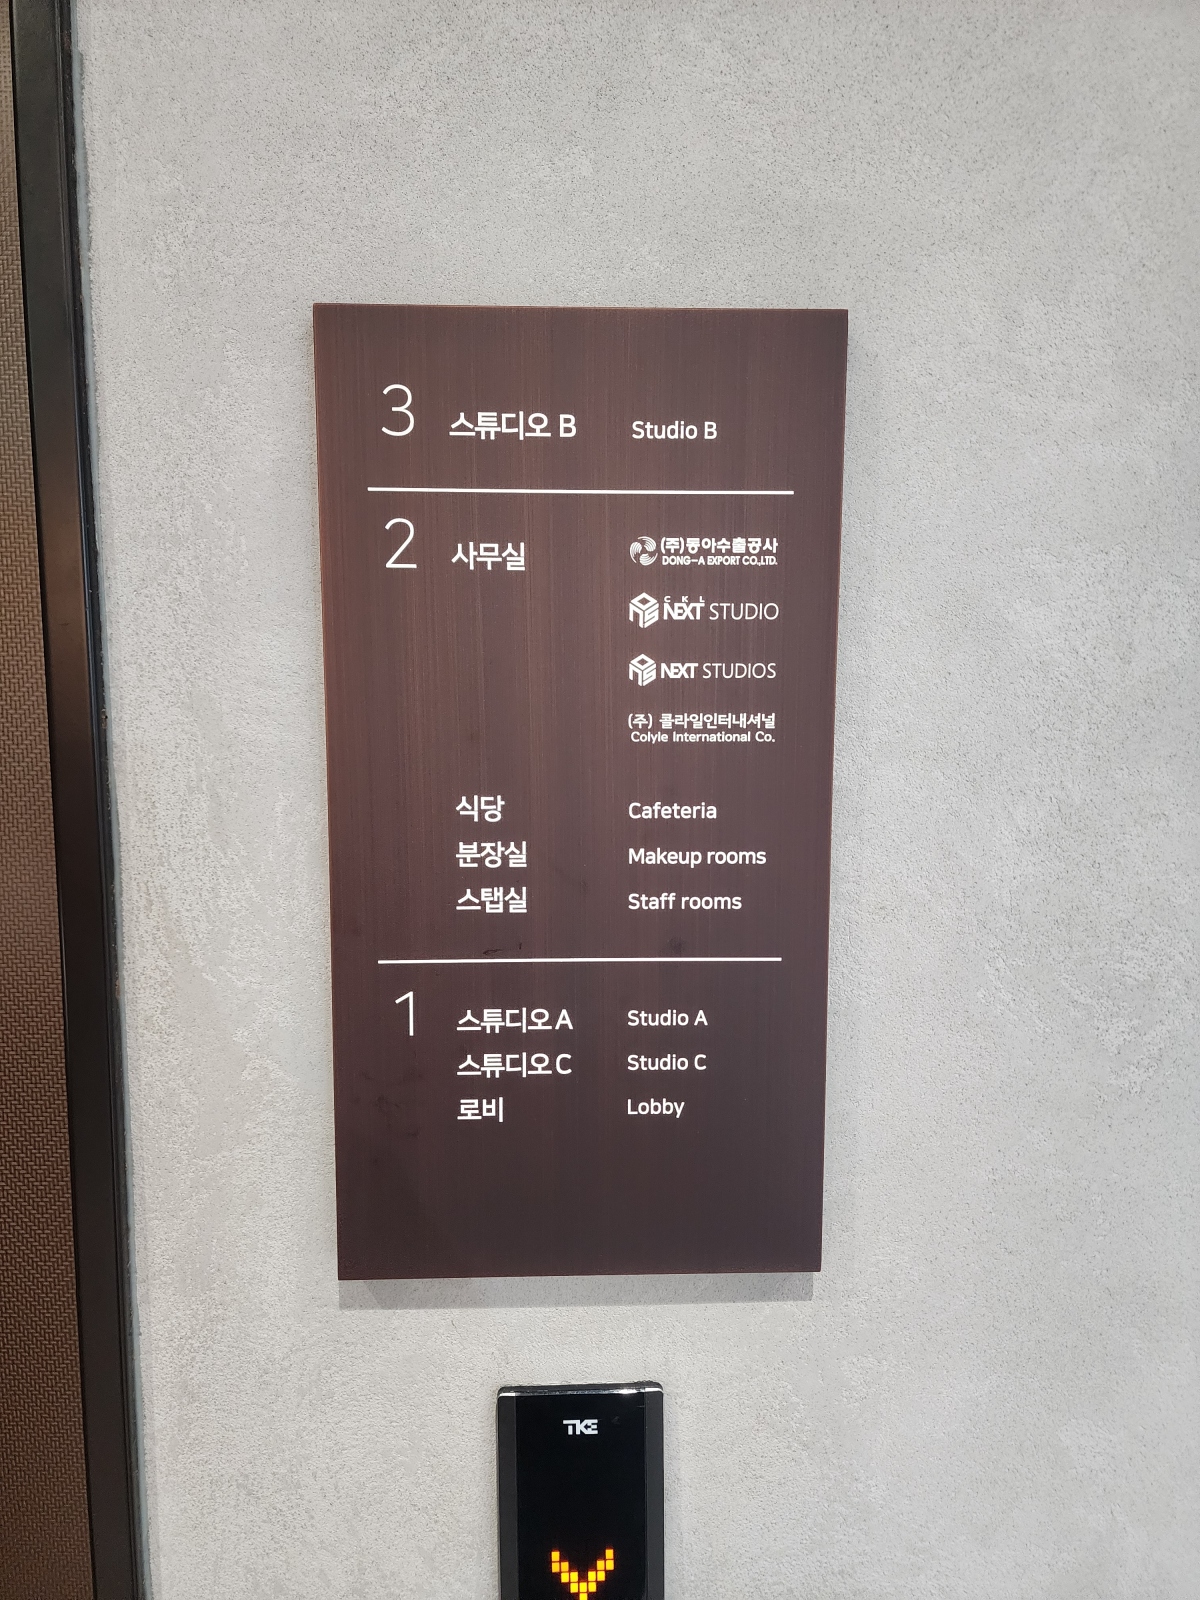 3 스튜디오 B Studio B
2 사무실 (주)동아수출공사
DONG-A EXPORT CO.,LTD.
CKL
NEXT STUDIO
NEXT STUDIOS
(주) 콜라일인터내셔널
Colyle International Co.
식당 Cafeteria
분장실 Makeup rooms
스탭실 Staff rooms
1 스튜디오 A Studio A
스튜디오 C Studio C
로비 Lobby
TKE